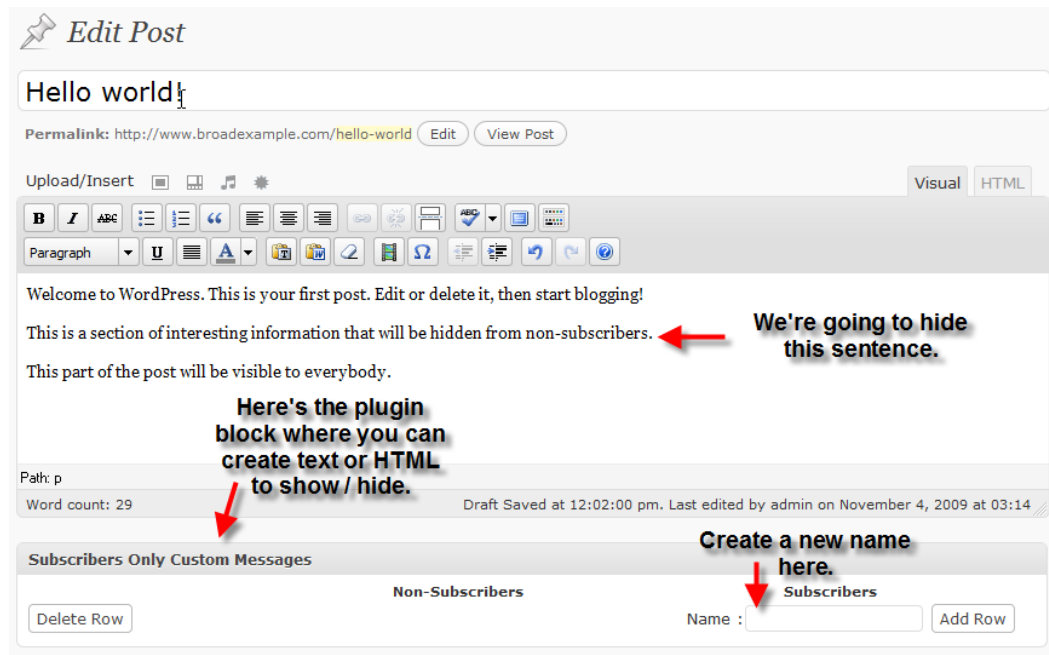 Edit Post
Hello world!
Permalink: http://www.broadexample.com/hello-world Edit View Post
Upload/Insert
Visual HTML
B I ABC ABC
Paragraph U A T W Ω
Welcome to WordPress. This is your first post. Edit or delete it, then start blogging!
This is a section of interesting information that will be hidden from non-subscribers.
We're going to hide
this sentence.
This part of the post will be visible to everybody.
Here's the plugin
block where you can
create text or HTML
to show / hide.
Path: p
Word count: 29
Draft Saved at 12:02:00 pm. Last edited by admin on November 4, 2009 at 03:14
Create a new name
here.
Subscribers Only Custom Messages
Non-Subscribers
Subscribers
Delete Row
Name :
Add Row